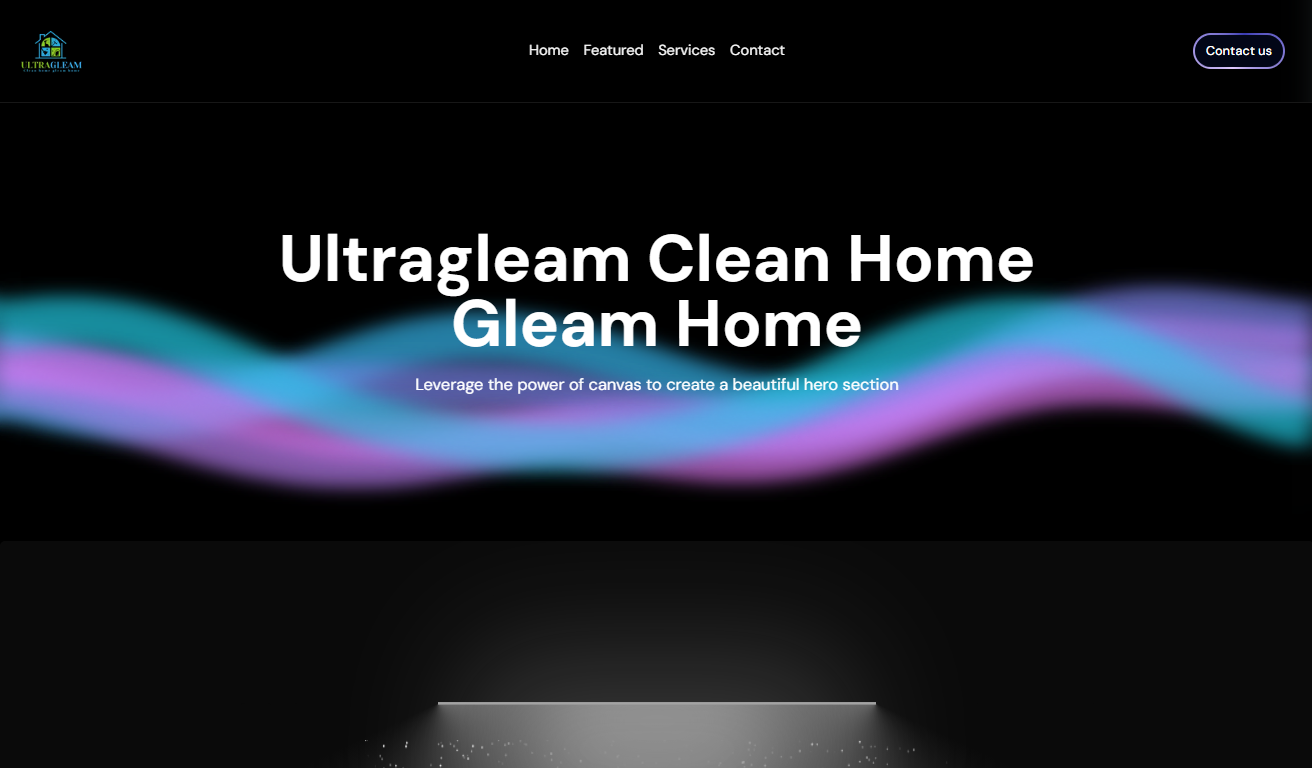 ULTRAGLEAM
Home
Featured
Services
Contact
Contact us
Ultragleam Clean Home
Gleam Home
Leverage the power of canvas to create a beautiful hero section